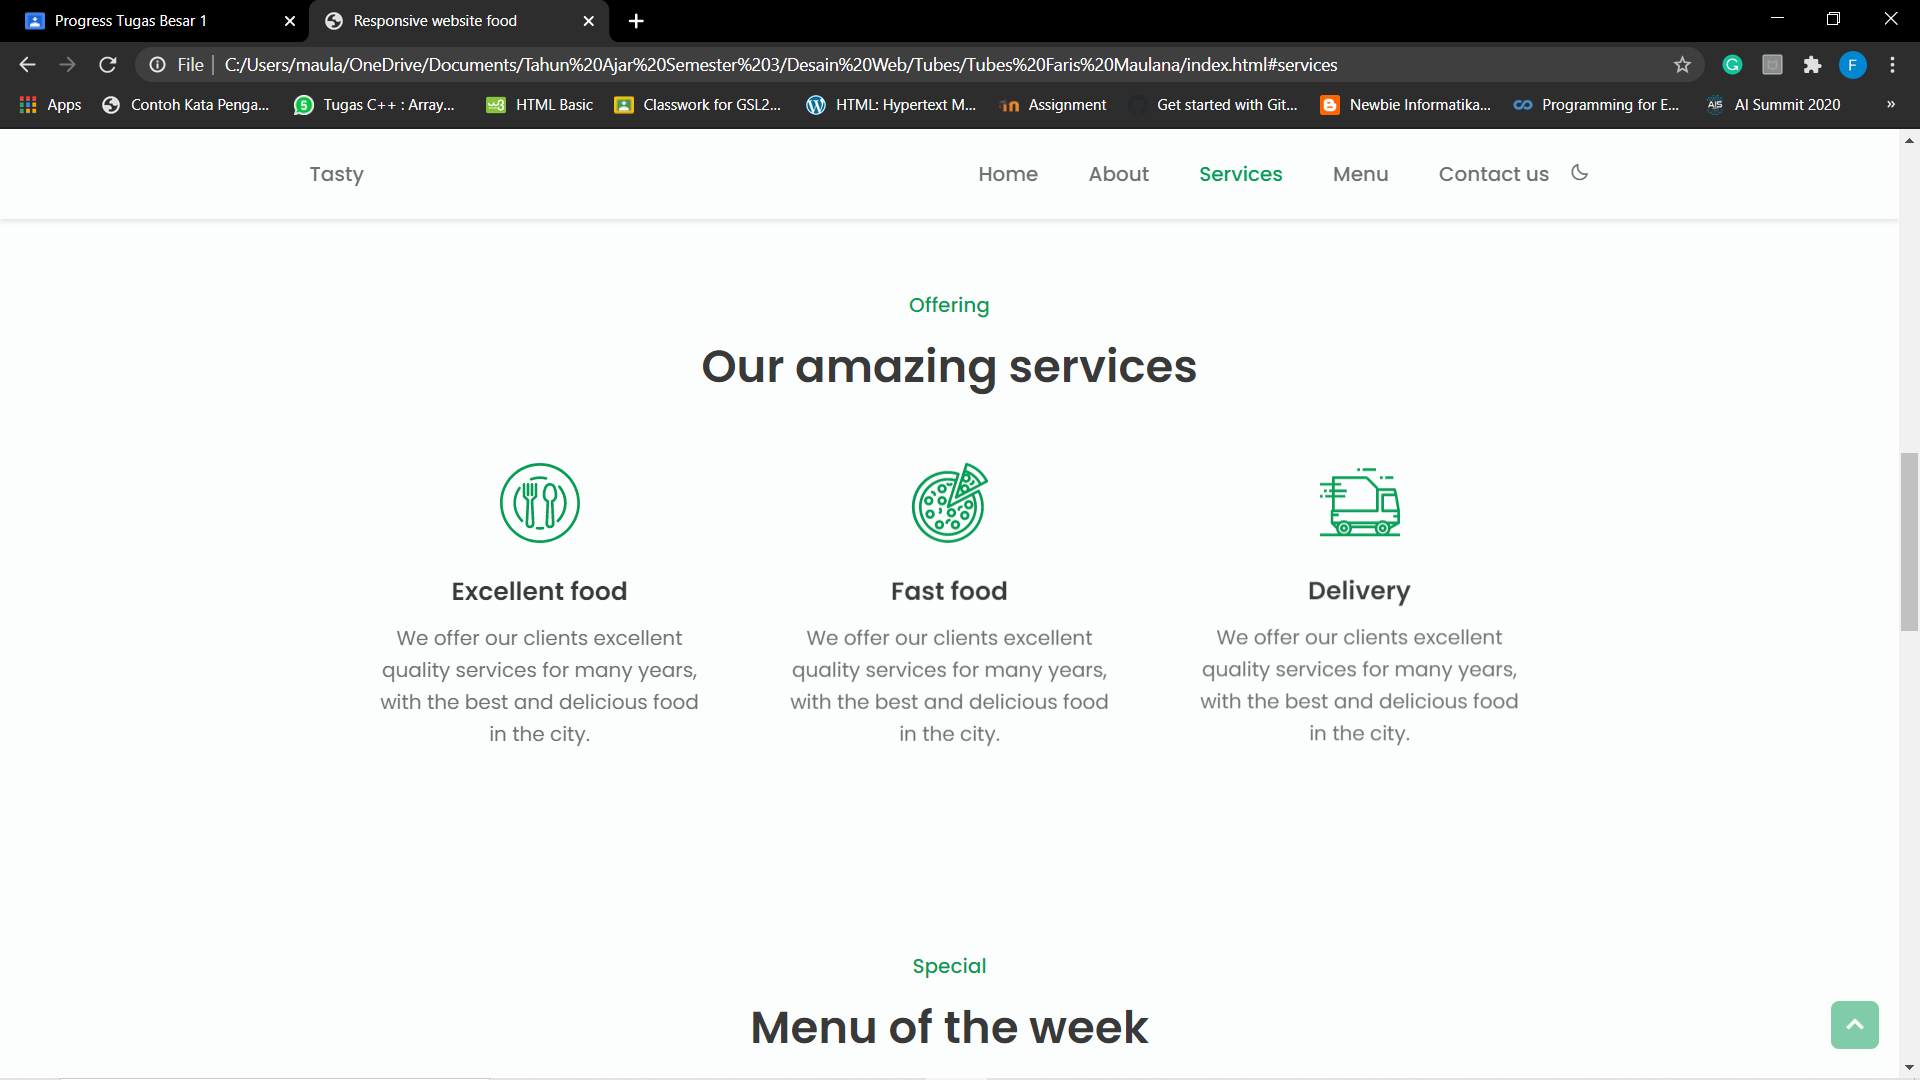 Progress Tugas Besar 1
Responsive website food
File
C:/Users/maula/OneDrive/Documents/Tahun%20Ajar%20Semester%203/Desain%20Web/Tubes/Tubes%20Faris%20Maulana/index.html#services
F
Apps
Contoh Kata Penga...
Tugas C++ : Array...
HTML Basic
Classwork for GSL2...
HTML: Hypertext M...
Assignment
Get started with Git...
Newbie Informatika...
Programming for E...
AI Summit 2020
Tasty
Home
About
Services
Menu
Contact us
Offering
Our amazing services
Excellent food
We offer our clients excellent
quality services for many years,
with the best and delicious food
in the city.
Fast food
We offer our clients excellent
quality services for many years,
with the best and delicious food
in the city.
Delivery
We offer our clients excellent
quality services for many years,
with the best and delicious food
in the city.
Special
Menu of the week